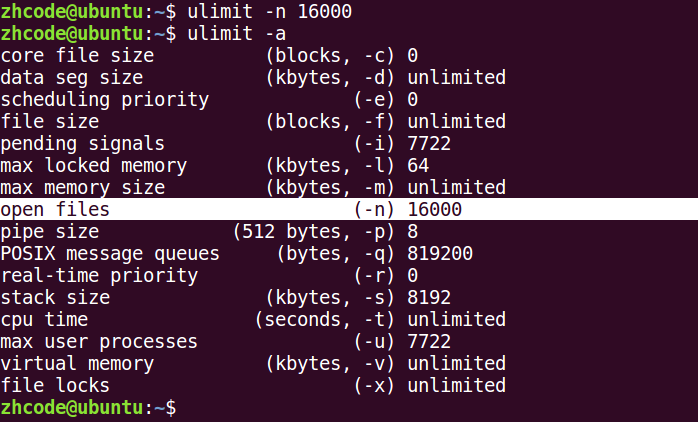 zhcode@ubuntu:~$ ulimit -n 16000
zhcode@ubuntu:~$ ulimit -a
core file size          (blocks, -c) 0
data seg size           (kbytes, -d) unlimited
scheduling priority             (-e) 0
file size               (blocks, -f) unlimited
pending signals                 (-i) 7722
max locked memory       (kbytes, -l) 64
max memory size         (kbytes, -m) unlimited
open files                      (-n) 16000
pipe size            (512 bytes, -p) 8
POSIX message queues     (bytes, -q) 819200
real-time priority              (-r) 0
stack size              (kbytes, -s) 8192
cpu time               (seconds, -t) unlimited
max user processes              (-u) 7722
virtual memory          (kbytes, -v) unlimited
file locks                      (-x) unlimited
zhcode@ubuntu:~$